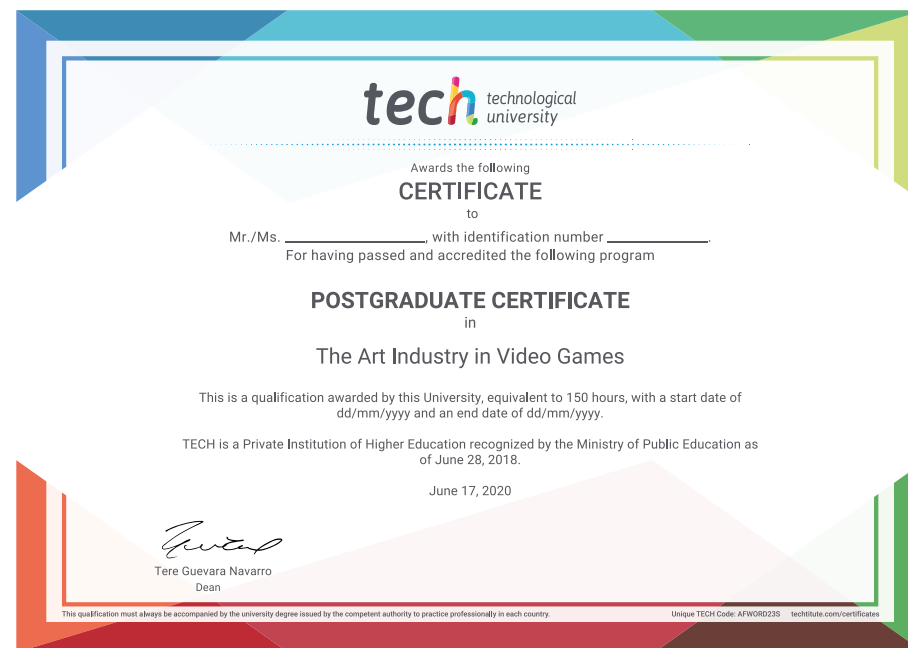 tech technological
university
Awards the following
CERTIFICATE
to
Mr./Ms. ____________________, with identification number ______________.
For having passed and accredited the following program
POSTGRADUATE CERTIFICATE
in
The Art Industry in Video Games
This is a qualification awarded by this University, equivalent to 150 hours, with a start date of
dd/mm/yyyy and an end date of dd/mm/yyyy.
TECH is a Private Institution of Higher Education recognized by the Ministry of Public Education as
of June 28, 2018.
June 17, 2020
Tere Guevara Navarro
Dean
This qualification must always be accompanied by the university degree issued by the competent authority to practice professionally in each country. Unique TECH Code: AFWORD23S techtitute.com/certificates